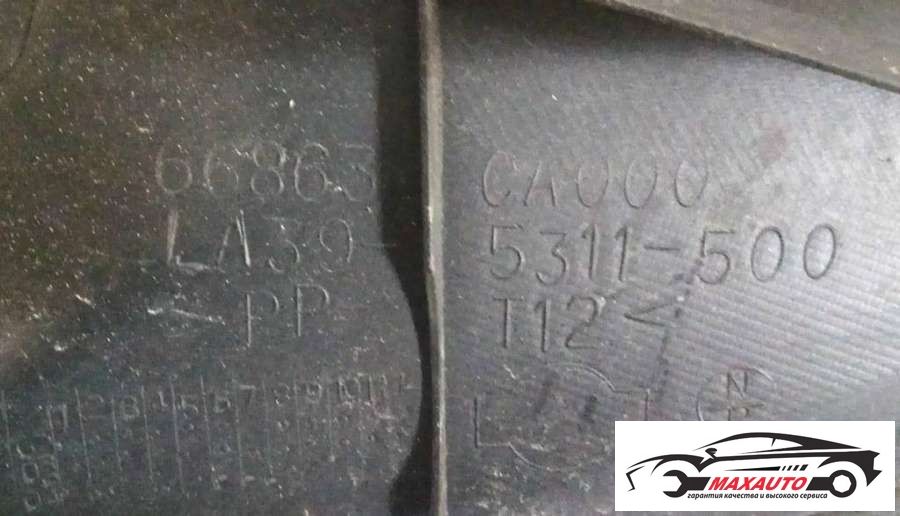 66863 CA000
LA39- 5311-500
PP T12
N
MAXAUTO
гарантия качества и высокого сервиса